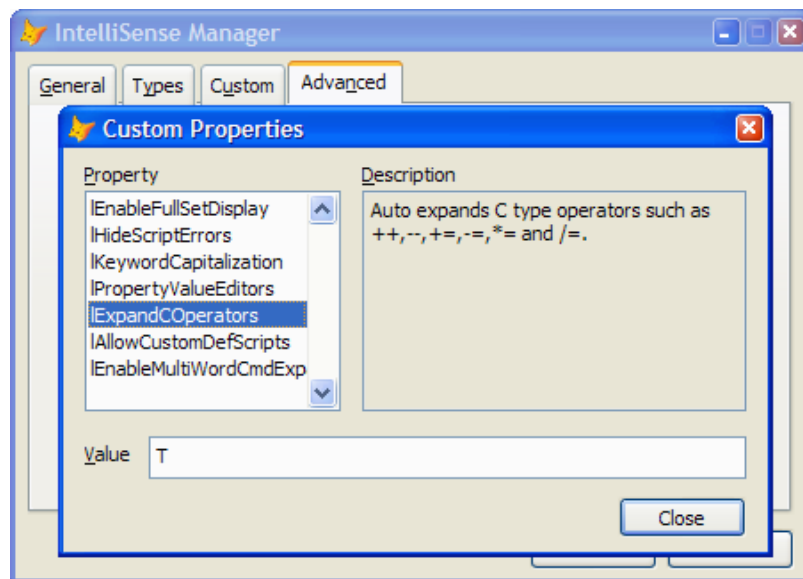 IntelliSense Manager
General Types Custom Advanced
Custom Properties
Property Description
lEnableFullSetDisplay
lHideScriptErrors
lKeywordCapitalization
lPropertyValueEditors
lExpandCOperators
lAllowCustomDefScripts
lEnableMultiWordCmdExp
Auto expands C type operators such as
++,--,+=,-=,*= and /=.
Value T
Close